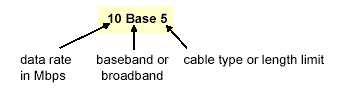 10 Base 5
data rate
in Mbps
baseband or
broadband
cable type or length limit